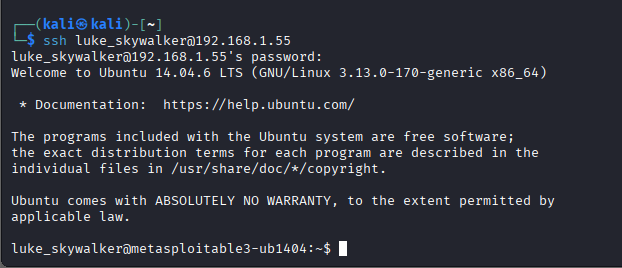 ┌──(kali㉿kali)-[~]
└─$ ssh luke_skywalker@192.168.1.55
luke_skywalker@192.168.1.55's password:
Welcome to Ubuntu 14.04.6 LTS (GNU/Linux 3.13.0-170-generic x86_64)
 * Documentation:  https://help.ubuntu.com/
The programs included with the Ubuntu system are free software;
the exact distribution terms for each program are described in the
individual files in /usr/share/doc/*/copyright.
Ubuntu comes with ABSOLUTELY NO WARRANTY, to the extent permitted by
applicable law.
luke_skywalker@metasploitable3-ub1404:~$